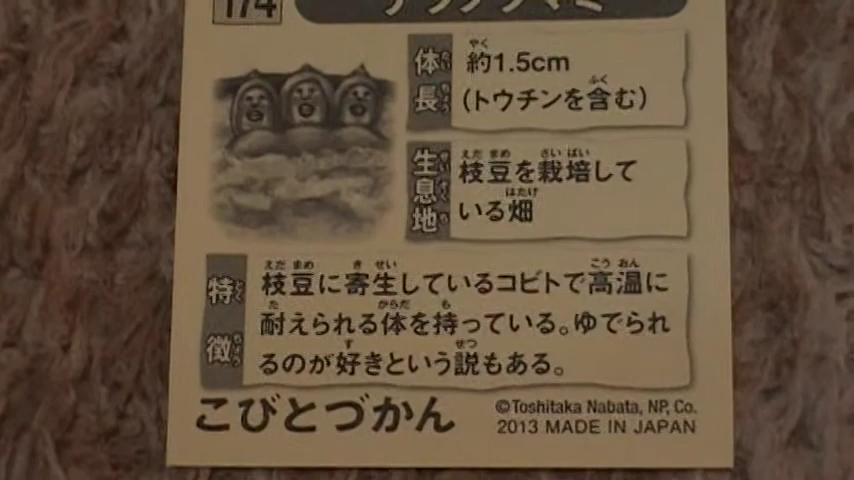 174
体長
約1.5cm
(トウチンを含む)
生息地
枝豆を栽培して
いる畑
特徴
枝豆に寄生しているコビトで高温に
耐えられる体を持っている。ゆでられ
るのが好きという説もある。
こびとづかん
©Toshitaka Nabata, NP, Co.
2013 MADE IN JAPAN